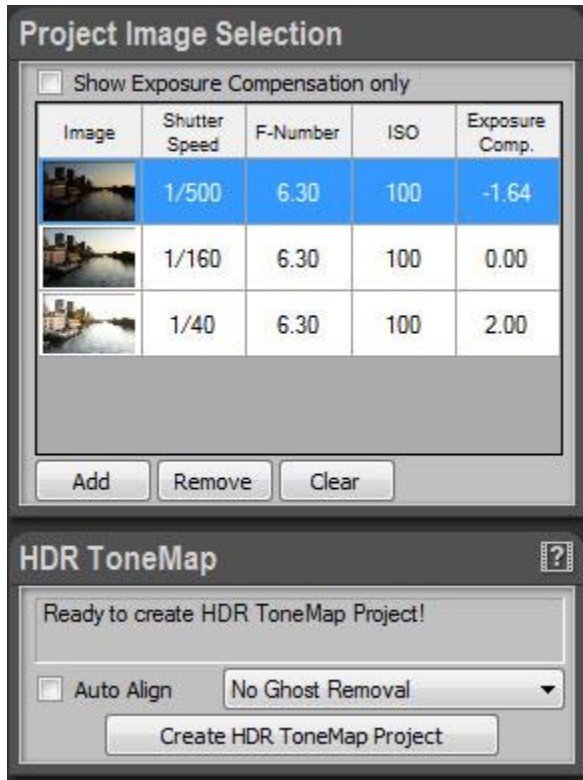 Project Image Selection
Show Exposure Compensation only
Image Shutter Speed F-Number ISO Exposure Comp.
1/500 6.30 100 -1.64
1/160 6.30 100 0.00
1/40 6.30 100 2.00
Add Remove Clear
HDR ToneMap ?
Ready to create HDR ToneMap Project!
Auto Align No Ghost Removal
Create HDR ToneMap Project